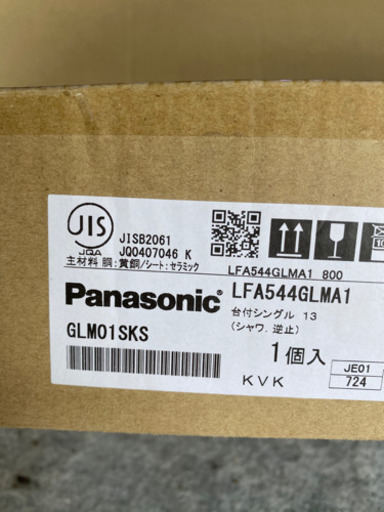 JIS
JQA
JISB2061
JQ0407046 K
主材料 胴:黄銅/シート:セラミック
LFA544GLMA1 800
Panasonic
LFA544GLMA1
GLM01SKS
台付シングル 13
(シャワ.逆止)
1個入
KVK
JE01
724